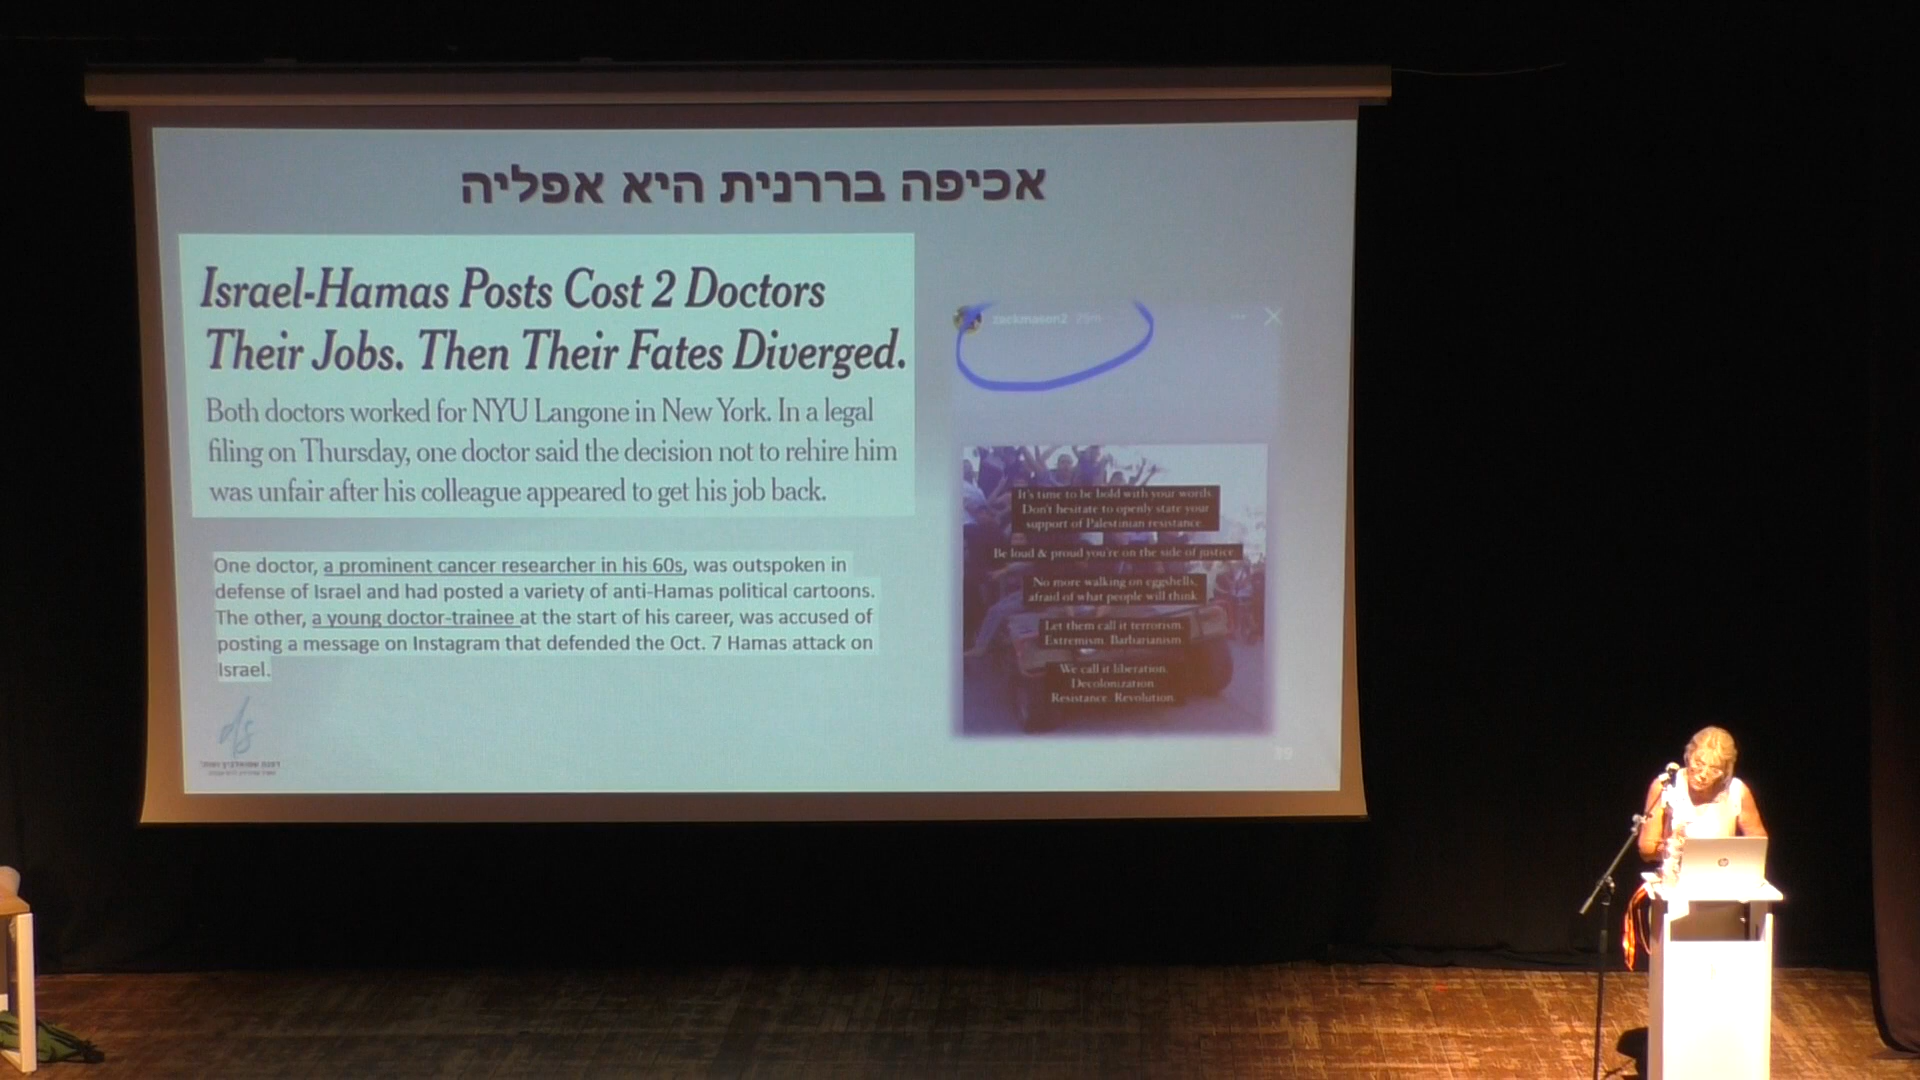 אכיפה בררנית היא אפליה
Israel-Hamas Posts Cost 2 Doctors
Their Jobs. Then Their Fates Diverged.
Both doctors worked for NYU Langone in New York. In a legal
filing on Thursday, one doctor said the decision not to rehire him
was unfair after his colleague appeared to get his job back.
One doctor, a prominent cancer researcher in his 60s, was outspoken in
defense of Israel and had posted a variety of anti-Hamas political cartoons.
The other, a young doctor-trainee at the start of his career, was accused of
posting a message on Instagram that defended the Oct. 7 Hamas attack on
Israel.
zackmason2
It's time to be bold with your words.
Don't hesitate to openly state your
support of Palestinian resistance.
Be loud & proud you're on the side of justice.
No more walking on eggshells,
afraid of what people will think.
Let them call it terrorism.
Extremism. Barbarianism.
We call it liberation.
Decolonization.
Resistance. Revolution.
ds
39
hp